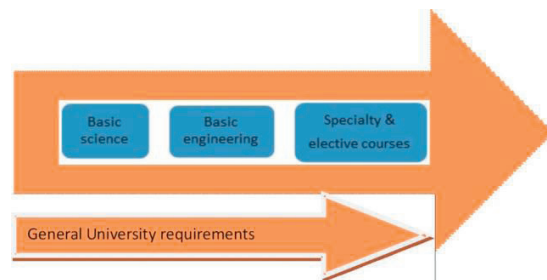 Basic
science
Basic
engineering
Specialty &
elective courses
General University requirements